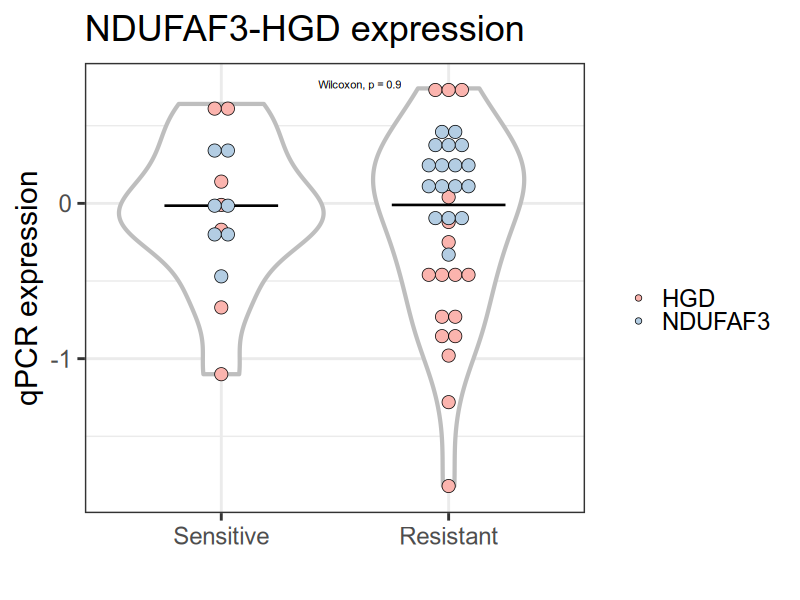 NDUFAF3-HGD expression
Wilcoxon, p = 0.9
qPCR expression
0
-1
Sensitive
Resistant
HGD
NDUFAF3